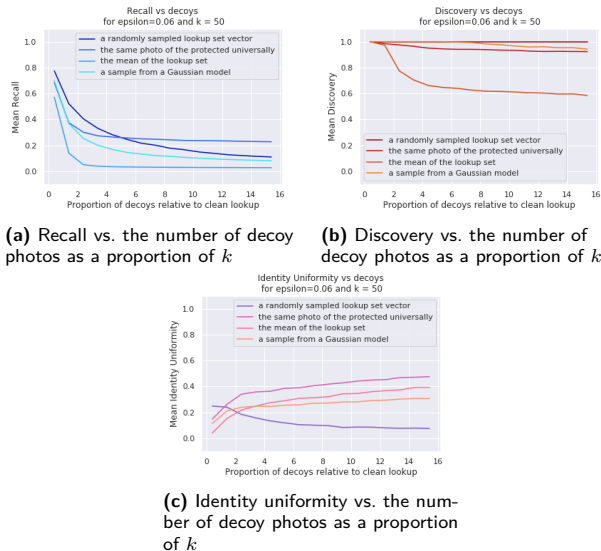 Recall vs decoys
for epsilon=0.06 and k = 50
a randomly sampled lookup set vector
the same photo of the protected universally
the mean of the lookup set
a sample from a Gaussian model
1.0
0.8
0.6
0.4
0.2
0.0
Mean Recall
0 2 4 6 8 10 12 14 16
Proportion of decoys relative to clean lookup
(a) Recall vs. the number of decoy
photos as a proportion of k
Discovery vs decoys
for epsilon=0.06 and k = 50
1.0
0.8
0.6
0.4
0.2
0.0
Mean Discovery
a randomly sampled lookup set vector
the same photo of the protected universally
the mean of the lookup set
a sample from a Gaussian model
0 2 4 6 8 10 12 14 16
Proportion of decoys relative to clean lookup
(b) Discovery vs. the number of
decoy photos as a proportion of k
Identity Uniformity vs decoys
for epsilon=0.06 and k = 50
a randomly sampled lookup set vector
the same photo of the protected universally
the mean of the lookup set
a sample from a Gaussian model
1.0
0.8
0.6
0.4
0.2
0.0
Mean Identity Uniformity
0 2 4 6 8 10 12 14 16
Proportion of decoys relative to clean lookup
(c) Identity uniformity vs. the num-
ber of decoy photos as a proportion
of k